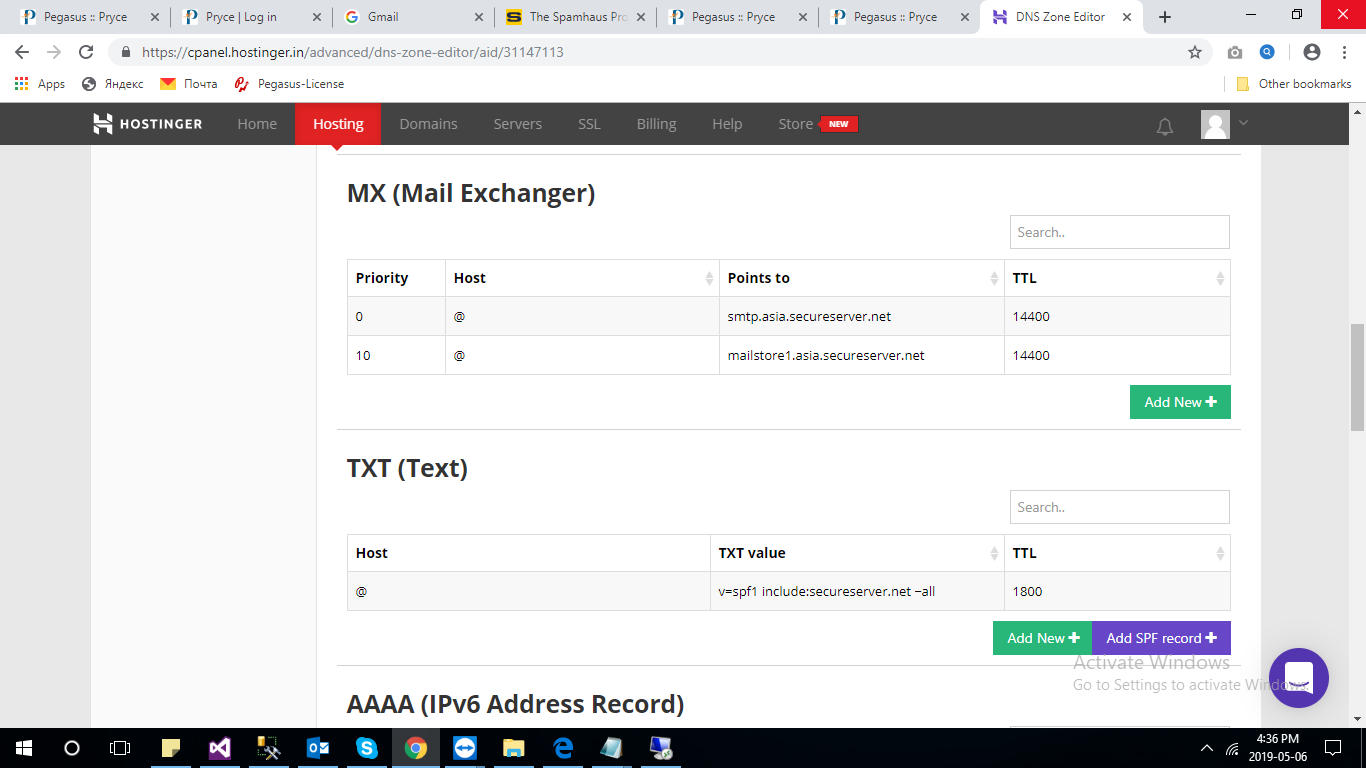 Pegasus :: Pryce
Pryce | Log in
Gmail
The Spamhaus Pro
Pegasus :: Pryce
Pegasus :: Pryce
DNS Zone Editor
https://cpanel.hostinger.in/advanced/dns-zone-editor/aid/31147113
Apps Яндекс Почта Pegasus-License Other bookmarks
HOSTINGER Home Hosting Domains Servers SSL Billing Help Store NEW
MX (Mail Exchanger)
Search..
Priority Host Points to TTL
0 @ smtp.asia.secureserver.net 14400
10 @ mailstore1.asia.secureserver.net 14400
Add New
TXT (Text)
Search..
Host TXT value TTL
@ v=spf1 include:secureserver.net −all 1800
Add New Add SPF record
Activate Windows
Go to Settings to activate Windows.
AAAA (IPv6 Address Record)
4:36 PM
2019-05-06